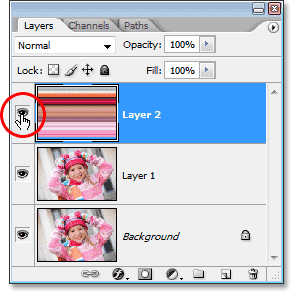 Layers Channels Paths
Normal Opacity: 100%
Lock: Fill: 100%
Layer 2
Layer 1
Background